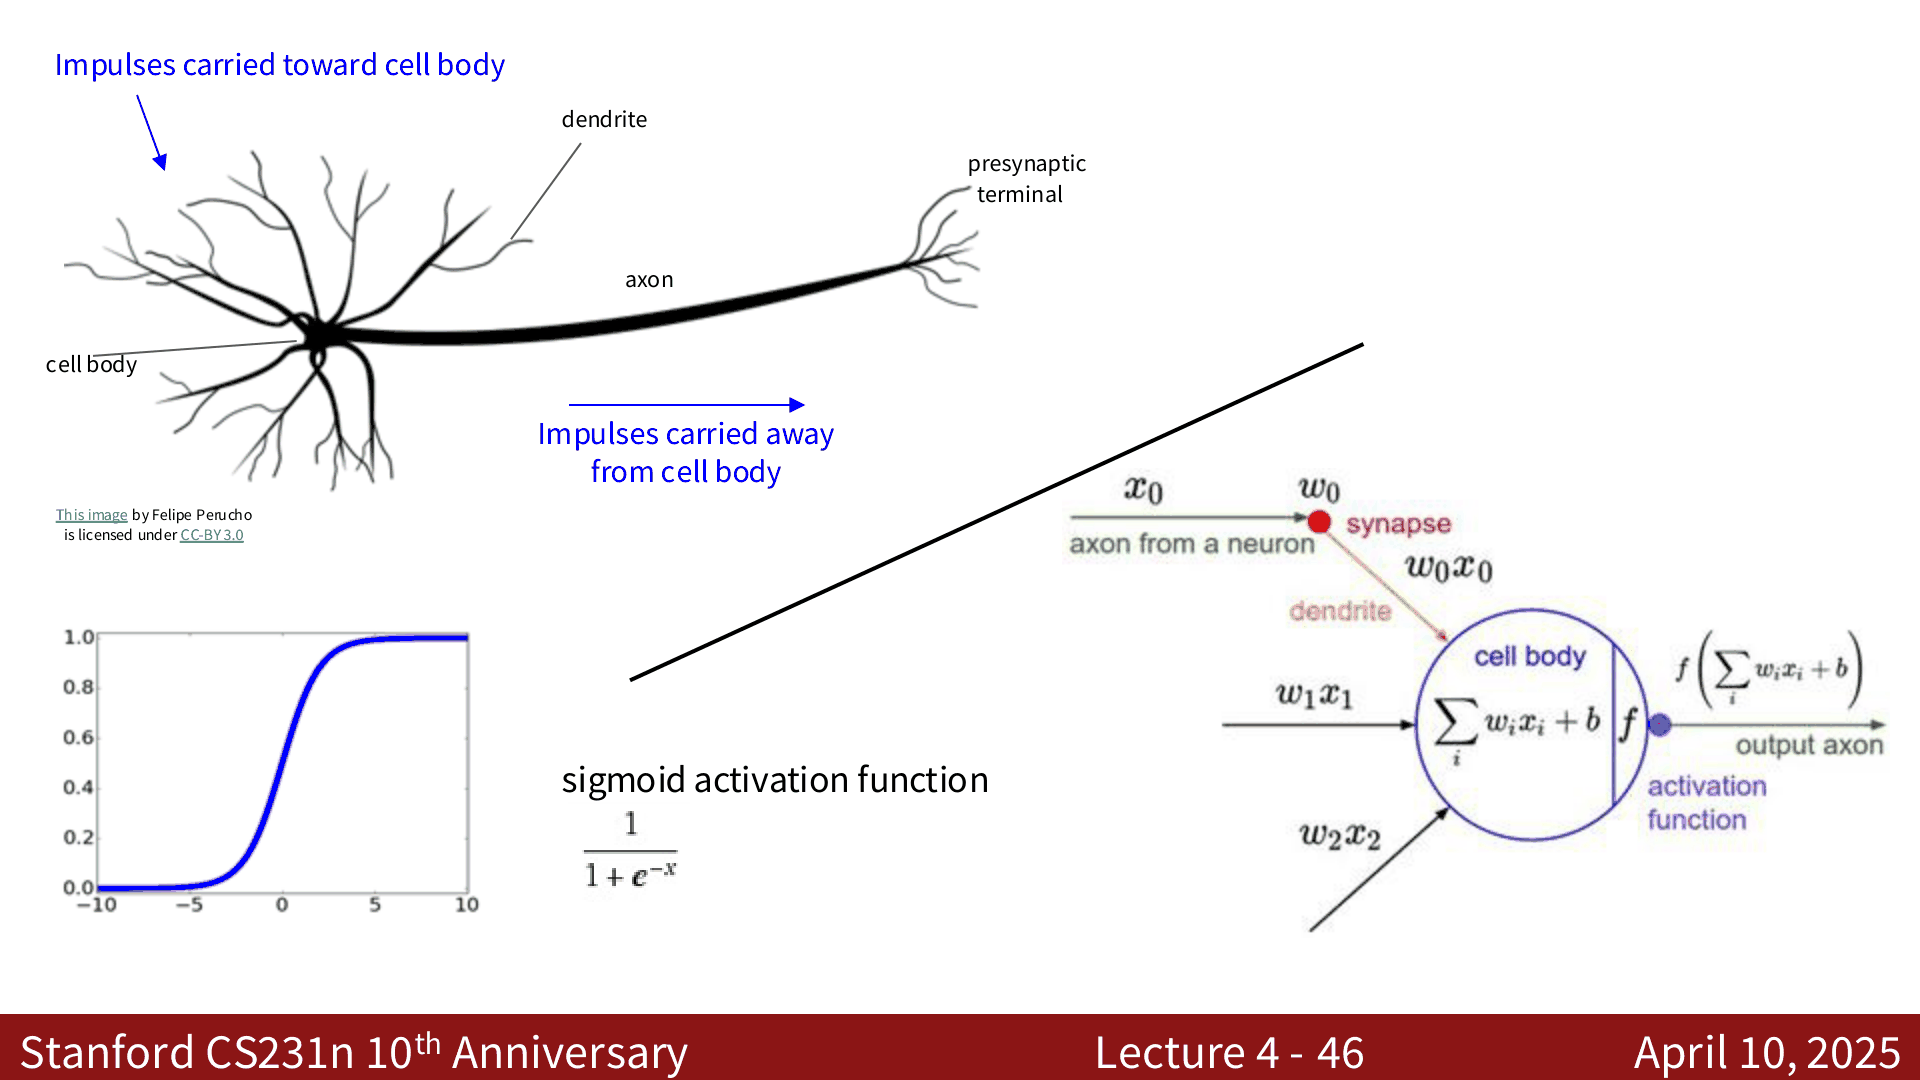 Impulses carried toward cell body
dendrite
presynaptic
terminal
axon
cell body
Impulses carried away
from cell body
This image by Felipe Perucho
is licensed under CC-BY 3.0
x₀
w₀
synapse
axon from a neuron
w₀x₀
dendrite
cell body
w₁x₁
∑ᵢ wᵢxᵢ + b
f
f(∑ᵢ wᵢxᵢ + b)
output axon
activation
function
w₂x₂
1.0
0.8
0.6
0.4
0.2
0.0
−10 −5 0 5 10
sigmoid activation function
1
1 + e⁻ˣ
Stanford CS231n 10th Anniversary
Lecture 4 - 46
April 10, 2025